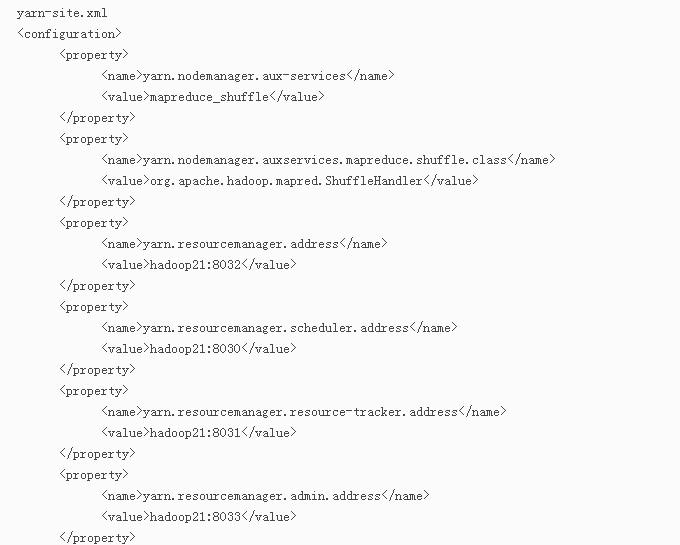 yarn-site.xml
<configuration>
<property>
<name>yarn.nodemanager.aux-services</name>
<value>mapreduce_shuffle</value>
</property>
<property>
<name>yarn.nodemanager.auxservices.mapreduce.shuffle.class</name>
<value>org.apache.hadoop.mapred.ShuffleHandler</value>
</property>
<property>
<name>yarn.resourcemanager.address</name>
<value>hadoop21:8032</value>
</property>
<property>
<name>yarn.resourcemanager.scheduler.address</name>
<value>hadoop21:8030</value>
</property>
<property>
<name>yarn.resourcemanager.resource-tracker.address</name>
<value>hadoop21:8031</value>
</property>
<property>
<name>yarn.resourcemanager.admin.address</name>
<value>hadoop21:8033</value>
</property>